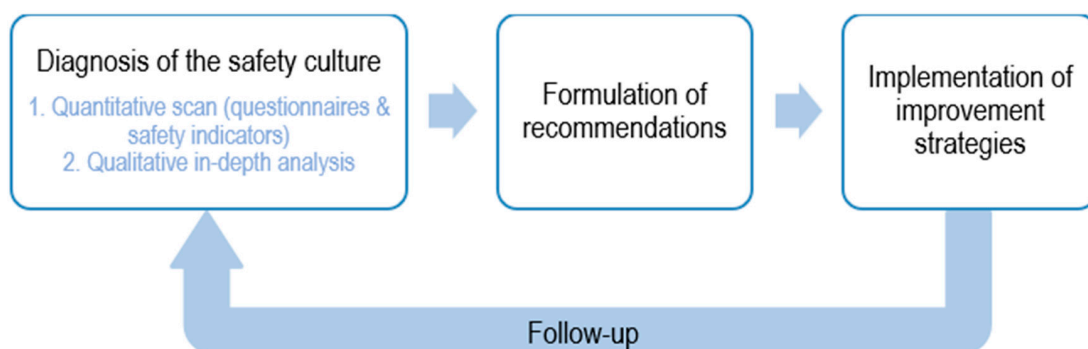 Diagnosis of the safety culture
1. Quantitative scan (questionnaires &
safety indicators)
2. Qualitative in-depth analysis
Formulation of
recommendations
Implementation of
improvement
strategies
Follow-up